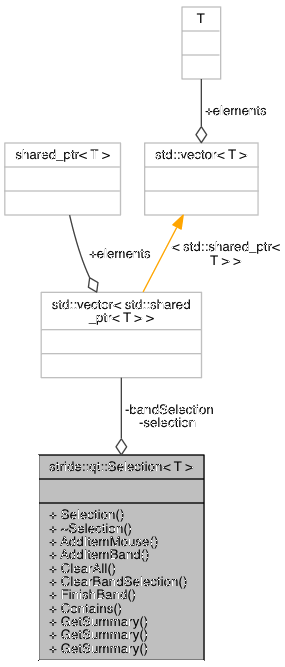 T
+elements
shared_ptr< T >
std::vector< T >
+elements
< std::shared_ptr<
T > >
std::vector< std::shared
_ptr< T > >
-bandSelection
-selection
strids::qt::Selection< T >
+ Selection()
+ ~Selection()
+ AddItemMouse()
+ AddItemBand()
+ ClearAll()
+ ClearBandSelection()
+ FinishBand()
+ Contains()
+ GetSummary()
+ GetSummary()
+ GetSummary()